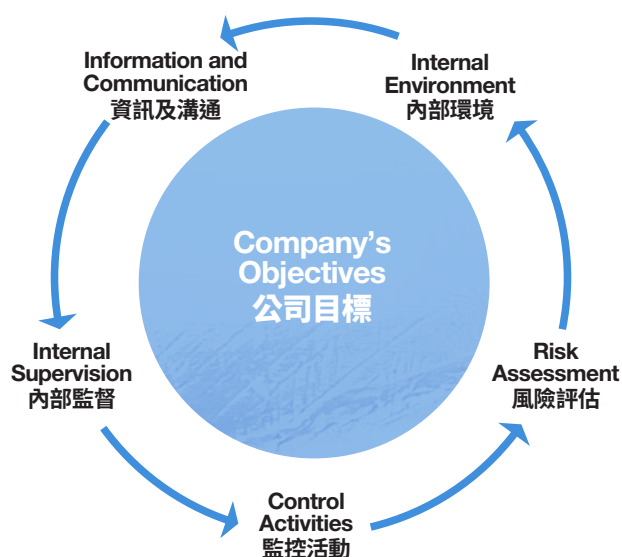 Information and
Communication
資訊及溝通
Internal
Environment
內部環境
Company’s
Objectives
公司目標
Internal
Supervision
內部監督
Risk
Assessment
風險評估
Control
Activities
監控活動